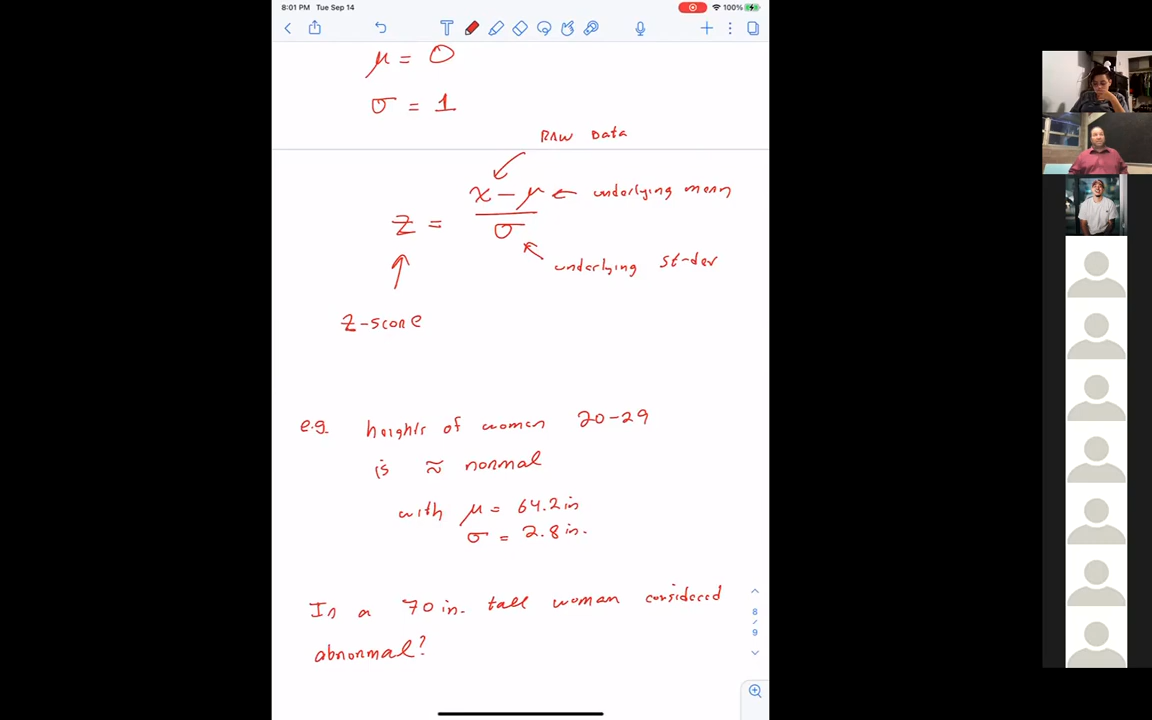 8:01 PM Tue Sep 14
100%
T
μ = 0
σ = 1
RAW Data
z = x - μ / σ
underlying mean
underlying st-dev
z-score
e.g. heights of women 20-29
is ≈ normal
with μ = 64.2 in
σ = 2.8 in.
Is a 70 in. tall woman considered
abnormal?
8
/
9